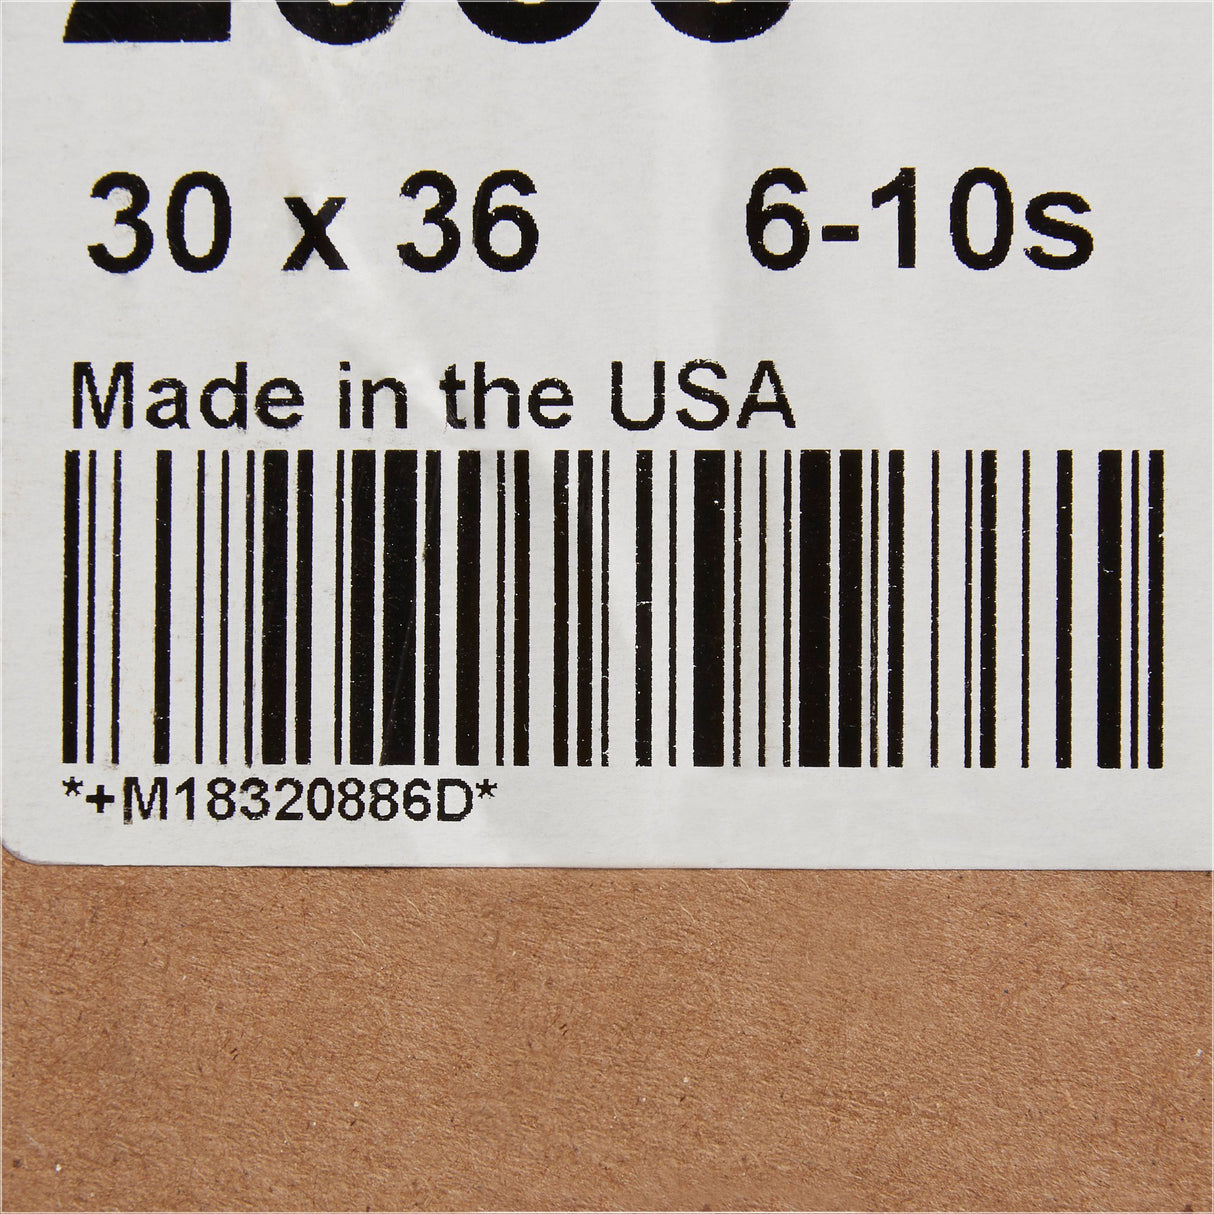 30 x 36 6-10s
Made in the USA
*+M18320886D*